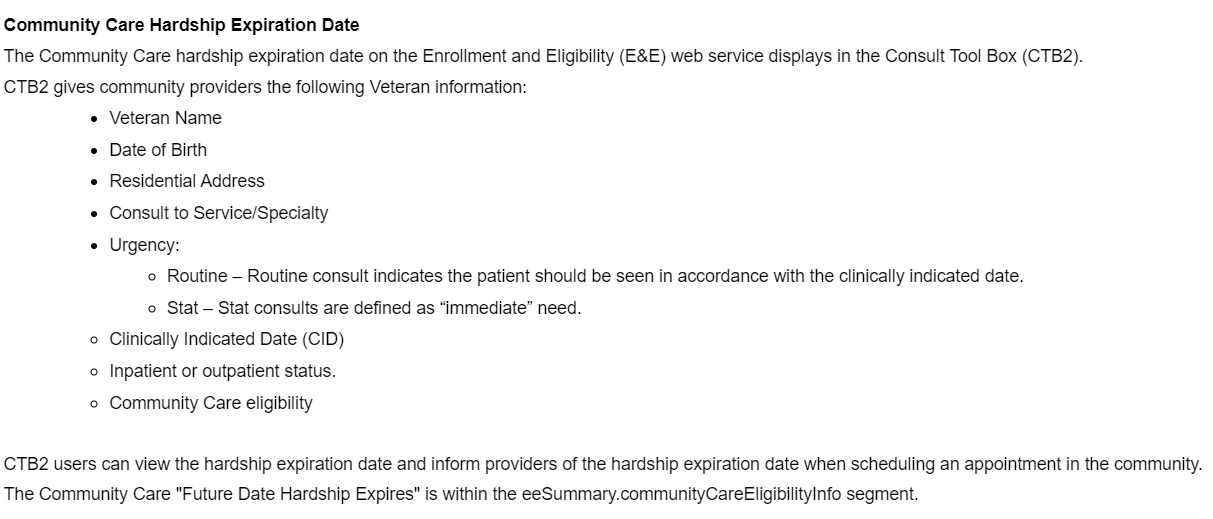 Community Care Hardship Expiration Date
The Community Care hardship expiration date on the Enrollment and Eligibility (E&E) web service displays in the Consult Tool Box (CTB2).
CTB2 gives community providers the following Veteran information:
• Veteran Name
• Date of Birth
• Residential Address
• Consult to Service/Specialty
• Urgency:
○ Routine – Routine consult indicates the patient should be seen in accordance with the clinically indicated date.
○ Stat – Stat consults are defined as “immediate” need.
○ Clinically Indicated Date (CID)
○ Inpatient or outpatient status.
○ Community Care eligibility
CTB2 users can view the hardship expiration date and inform providers of the hardship expiration date when scheduling an appointment in the community.
The Community Care "Future Date Hardship Expires" is within the eeSummary.communityCareEligibilityInfo segment.